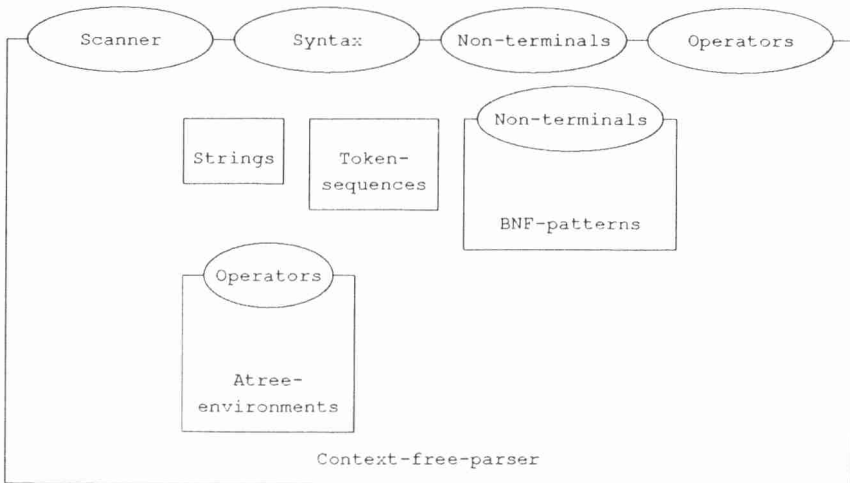 Scanner Syntax Non-terminals Operators
Non-terminals
Strings Token-
sequences
BNF-patterns
Operators
Atree-
environments
Context-free-parser